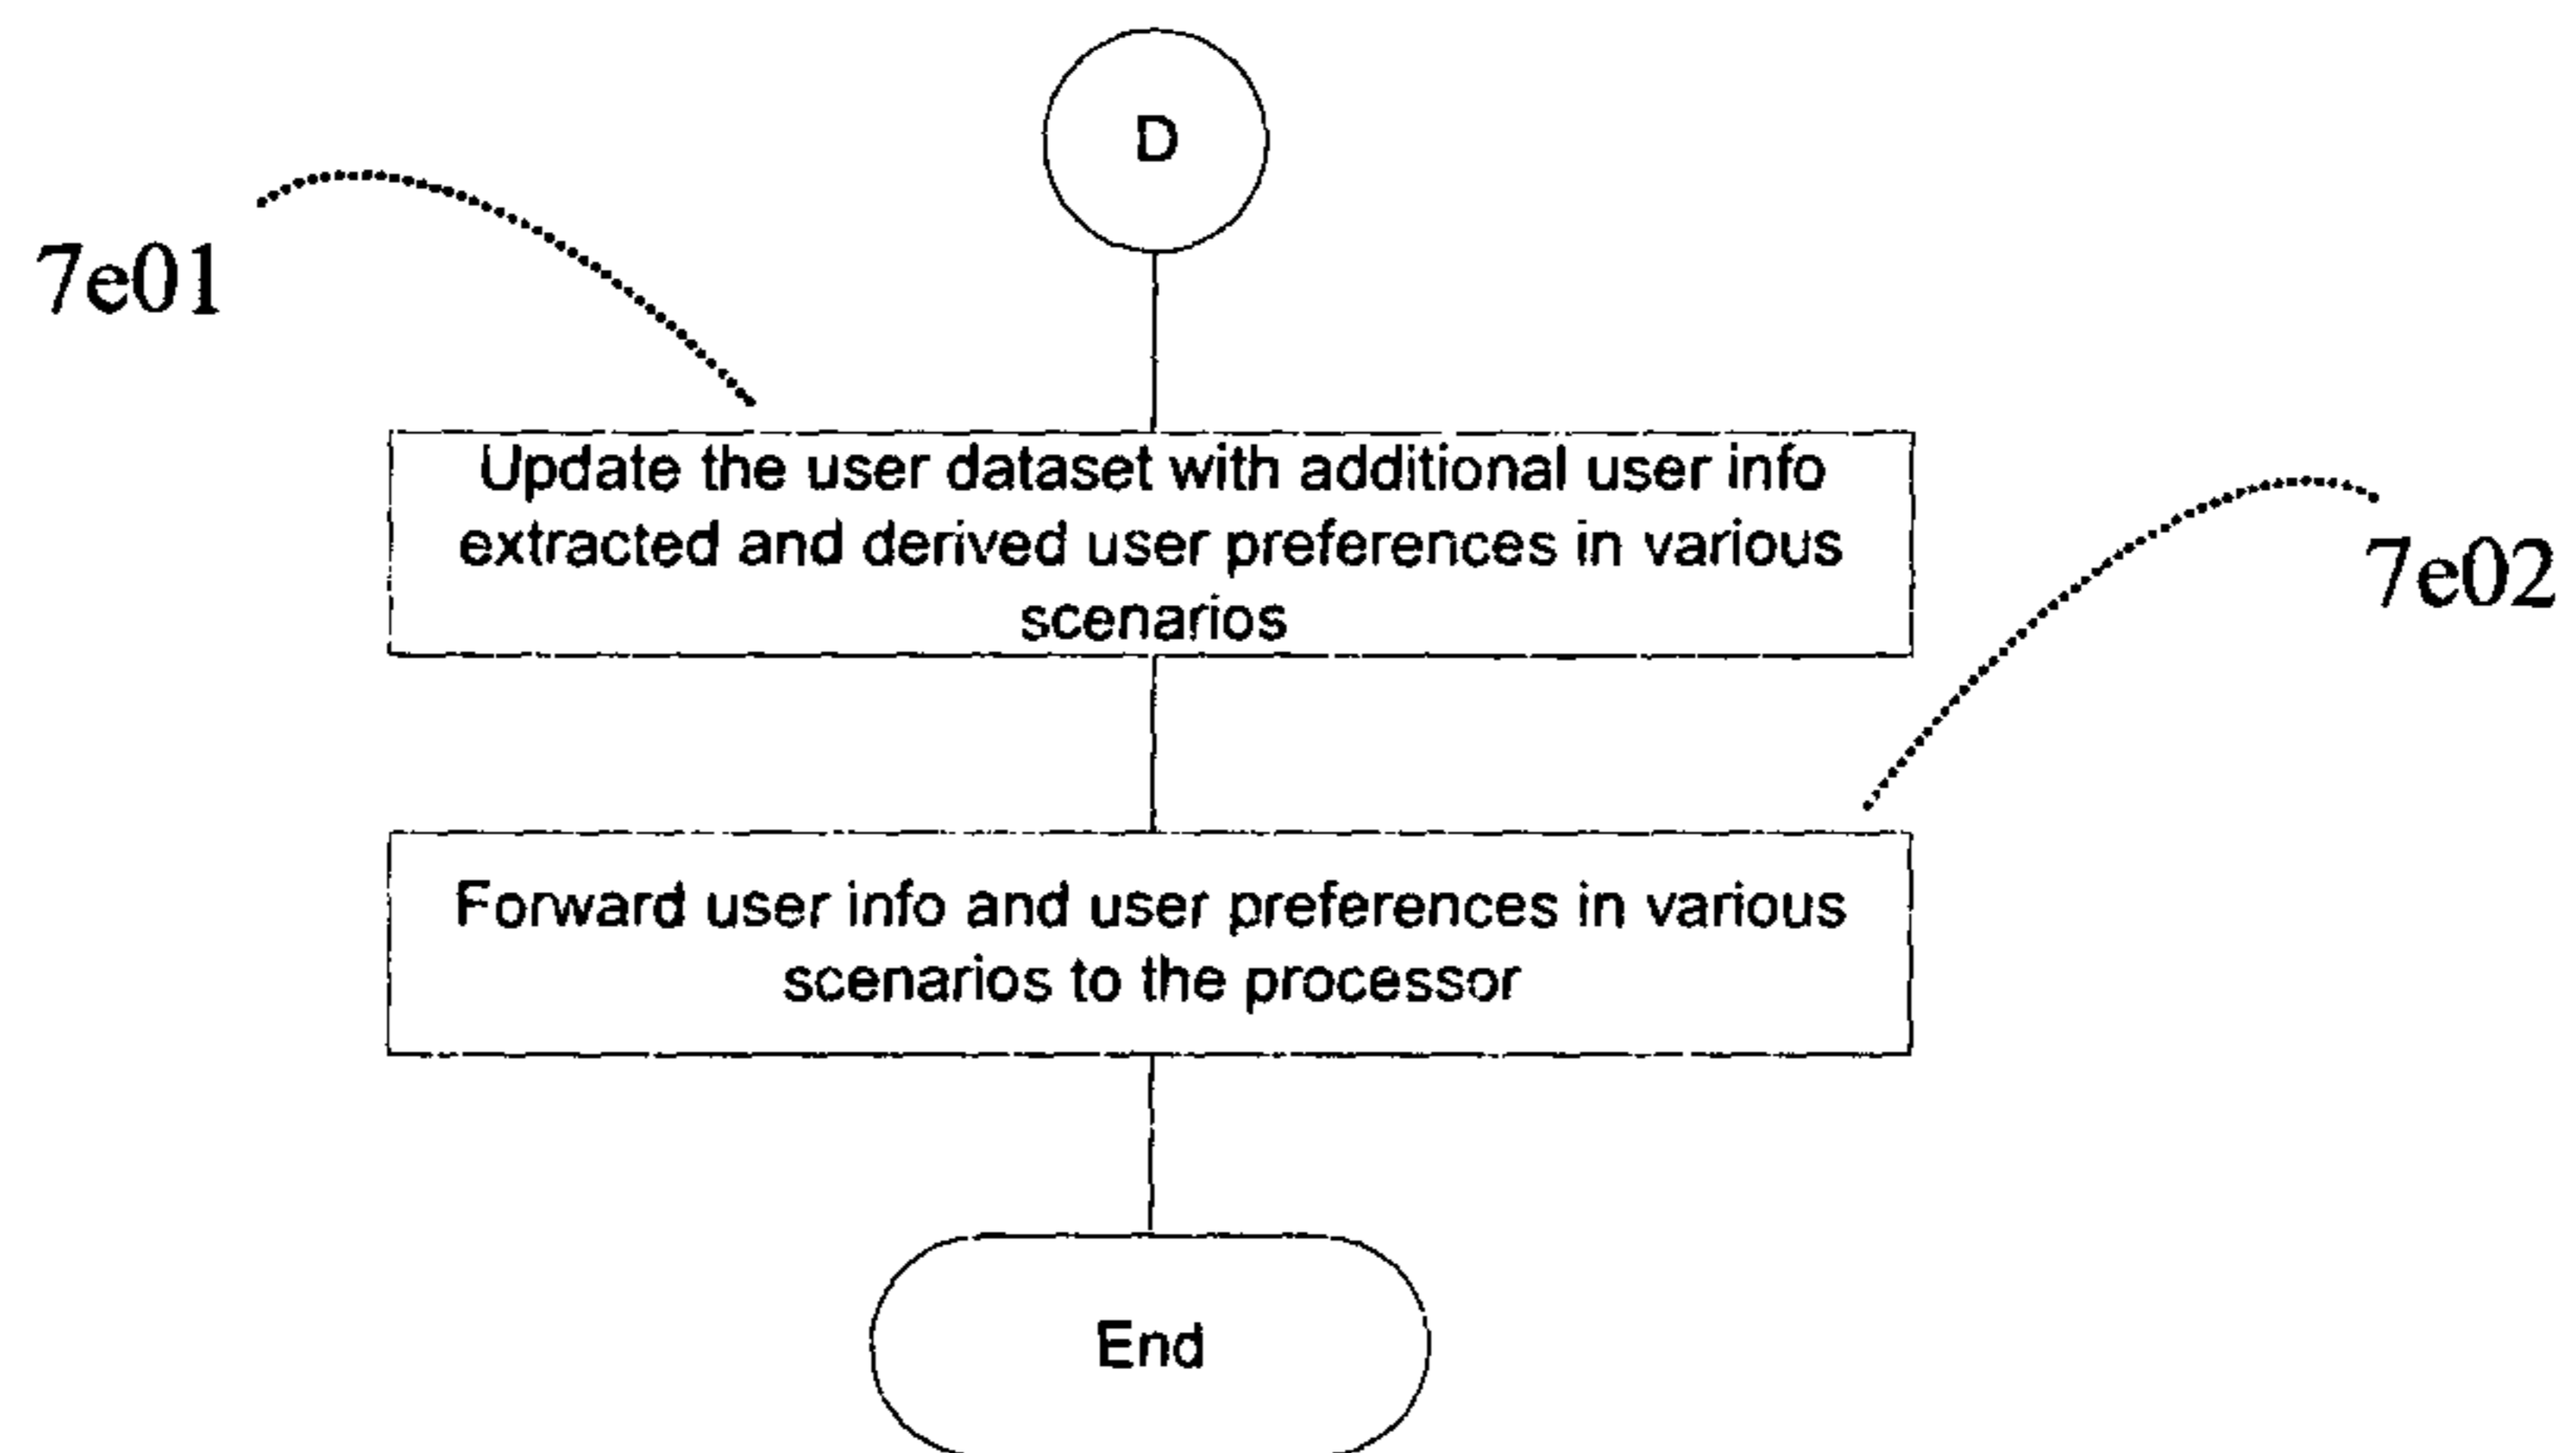 D
7e01
Update the user dataset with additional user info
extracted and derived user preferences in various
scenarios
7e02
Forward user info and user preferences in various
scenarios to the processor
End